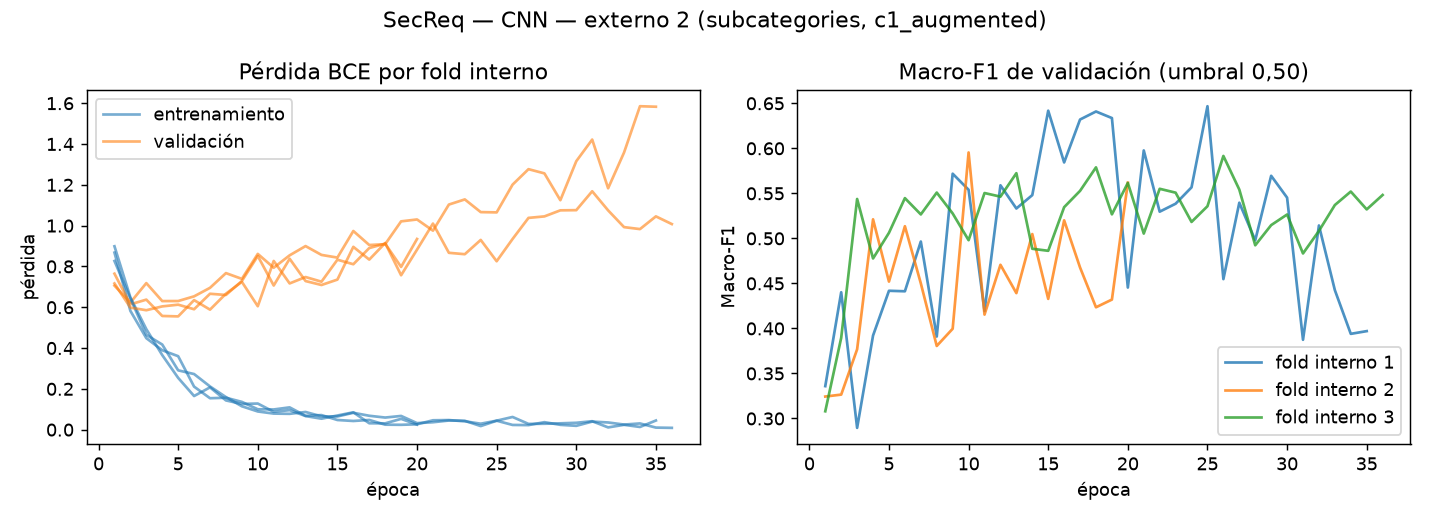 SecReq — CNN — externo 2 (subcategories, c1_augmented)
Pérdida BCE por fold interno
pérdida
1.6
1.4
1.2
1.0
0.8
0.6
0.4
0.2
0.0
entrenamiento
validación
0 5 10 15 20 25 30 35
época
Macro-F1 de validación (umbral 0,50)
Macro-F1
0.65
0.60
0.55
0.50
0.45
0.40
0.35
0.30
fold interno 1
fold interno 2
fold interno 3
0 5 10 15 20 25 30 35
época